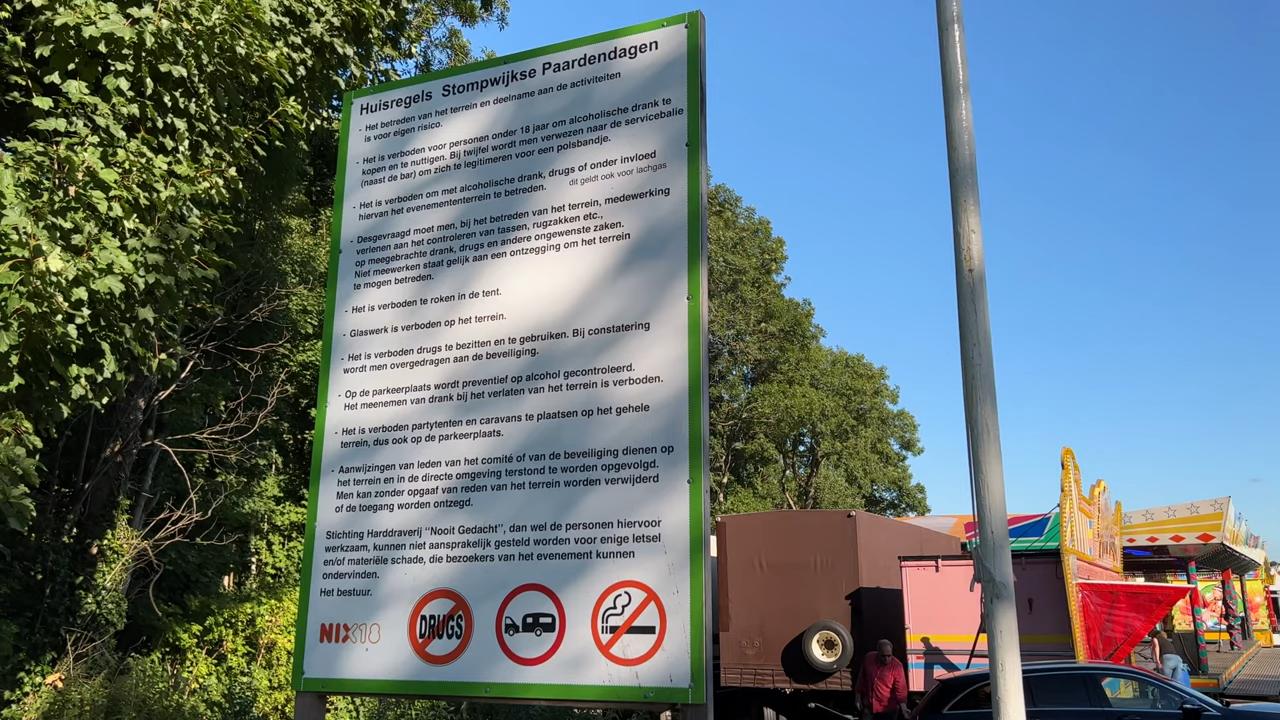 Huisregels Stompwijkse Paardendagen
- Het betreden van het terrein en deelname aan de activiteiten
is voor eigen risico.
- Het is verboden voor personen onder 18 jaar om alcoholische drank te
kopen en te nuttigen. Bij twijfel wordt men verwezen naar de servicebalie
(naast de bar) om zich te legitimeren voor een polsbandje.
- Het is verboden om met alcoholische drank, drugs of onder invloed
hiervan het evenemententerrein te betreden. dit geldt ook voor lachgas
- Desgevraagd moet men, bij het betreden van het terrein, medewerking
verlenen aan het controleren van tassen, rugzakken etc.,
op meegebrachte drank, drugs en andere ongewenste zaken.
Niet meewerken staat gelijk aan een ontzegging om het terrein
te mogen betreden.
- Het is verboden te roken in de tent.
- Glaswerk is verboden op het terrein.
- Het is verboden drugs te bezitten en te gebruiken. Bij constatering
wordt men overgedragen aan de beveiliging.
- Op de parkeerplaats wordt preventief op alcohol gecontroleerd.
Het meenemen van drank bij het verlaten van het terrein is verboden.
- Het is verboden partytenten en caravans te plaatsen op het gehele
terrein, dus ook op de parkeerplaats.
- Aanwijzingen van leden van het comité of van de beveiliging dienen op
het terrein en in de directe omgeving terstond te worden opgevolgd.
Men kan zonder opgaaf van reden van het terrein worden verwijderd
of de toegang worden ontzegd.
Stichting Harddraverij "Nooit Gedacht", dan wel de personen hiervoor
werkzaam, kunnen niet aansprakelijk gesteld worden voor enige letsel
en/of materiële schade, die bezoekers van het evenement kunnen
ondervinden.
Het bestuur.
NIX18
DRUGS